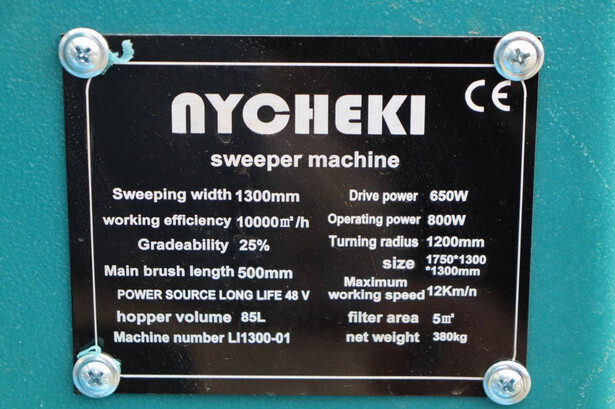 NYCHEKI
CE
sweeper machine
Sweeping width 1300mm
working efficiency 10000㎡/h
Gradeability 25%
Main brush length 500mm
POWER SOURCE LONG LIFE 48 V
hopper volume 85L
Machine number LI1300-01
Drive power 650W
Operating power 800W
Turning radius 1200mm
size 1750*1300
*1300mm
Maximum
working speed 12Km/n
filter area 5㎡
net weight 380kg